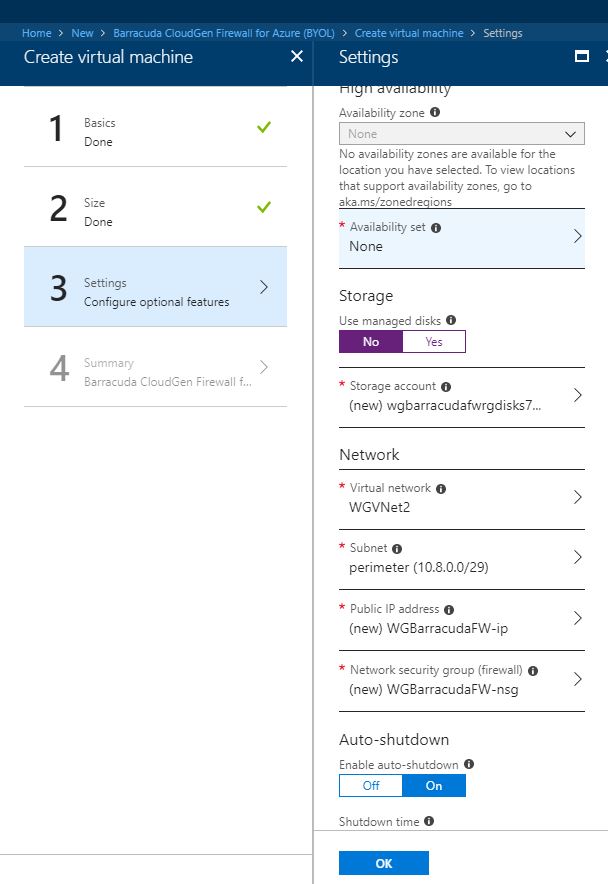 Home > New > Barracuda CloudGen Firewall for Azure (BYOL) > Create virtual machine > Settings
Create virtual machine
1
Basics
Done
2
Size
Done
3
Settings
Configure optional features
4
Summary
Barracuda CloudGen Firewall f...
Settings
High availability
Availability zone
None
No availability zones are available for the
location you have selected. To view locations
that support availability zones, go to
aka.ms/zonedregions
* Availability set
None
Storage
Use managed disks
No Yes
* Storage account
(new) wgbarracudafwrgdisks7...
Network
* Virtual network
WGVNet2
* Subnet
perimeter (10.8.0.0/29)
* Public IP address
(new) WGBarracudaFW-ip
* Network security group (firewall)
(new) WGBarracudaFW-nsg
Auto-shutdown
Enable auto-shutdown
Off On
Shutdown time
OK